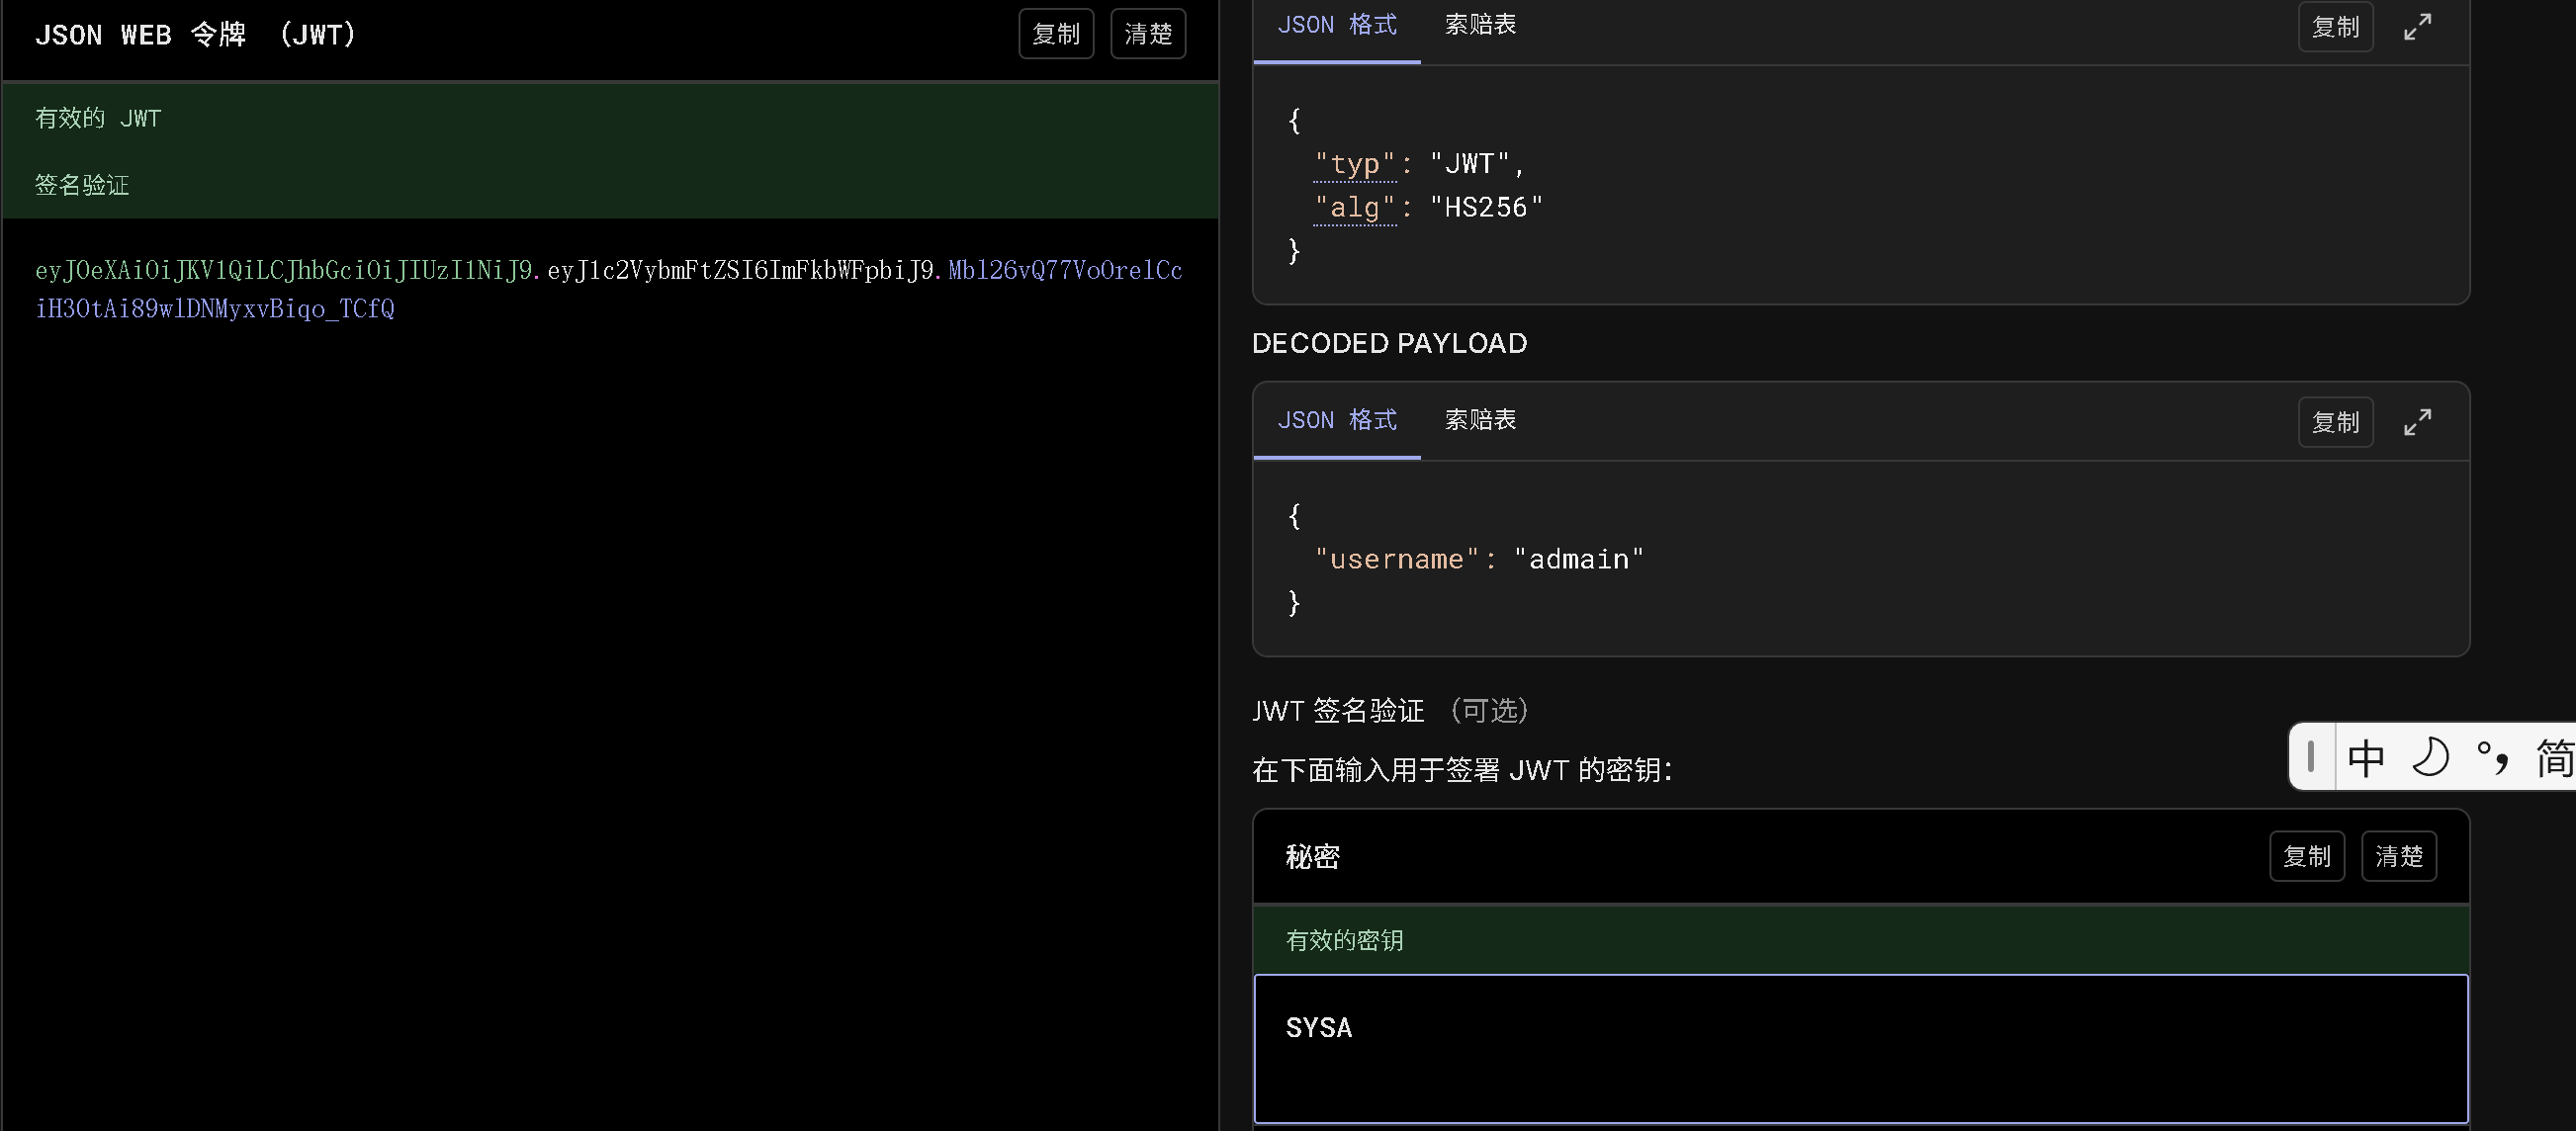 JSON WEB 令牌 （JWT）
复制
清楚
有效的 JWT
签名验证
eyJ0eXAiOiJKV1QiLCJhbGciOiJIUzI1NiJ9.eyJ1c2VybmFtZSI6ImFkbWFpbiJ9.Mbl26vQ77VoOrelCc
iH3OtAi89wlDNMyxvBiqo_TCfQ
JSON 格式
索赔表
复制
{
"typ": "JWT",
"alg": "HS256"
}
DECODED PAYLOAD
JSON 格式
索赔表
复制
{
"username": "admain"
}
JWT 签名验证 （可选）
在下面输入用于签署 JWT 的密钥：
秘密
复制
清楚
有效的密钥
SYSA
中 °, 简